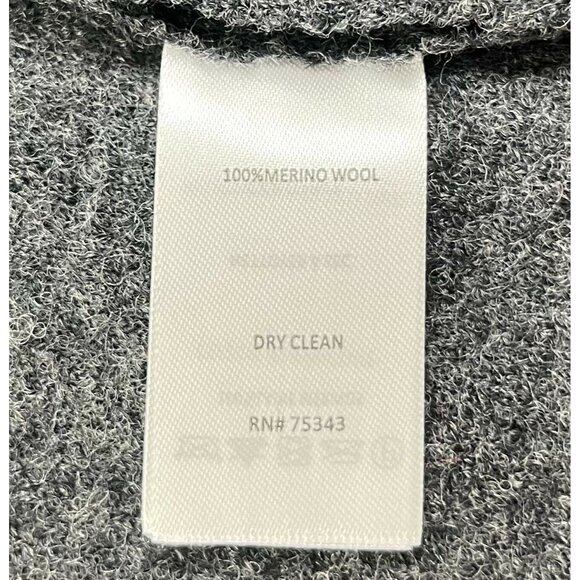 100%MERINO WOOL
DRY CLEAN
RN# 75343